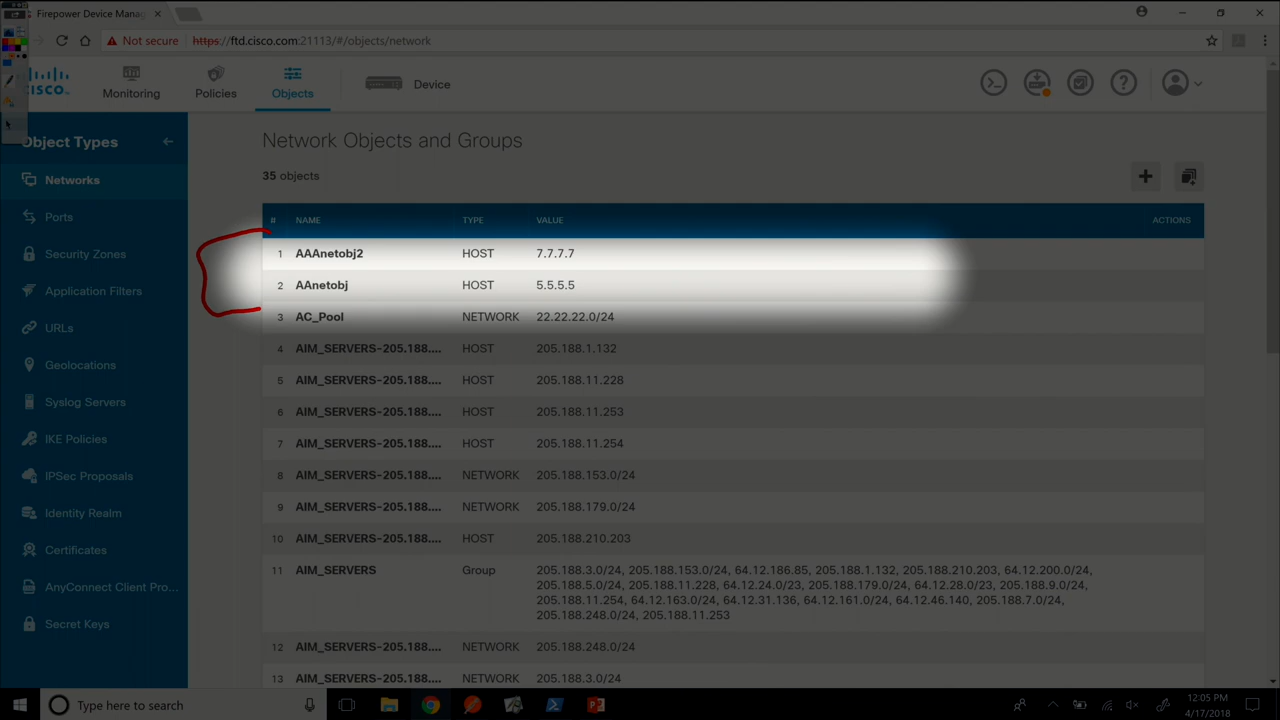 Firepower Device Manag
Not secure https://ftd.cisco.com:21113/#/objects/network
CISCO
Monitoring Policies Objects Device
Object Types
Networks
Ports
Security Zones
Application Filters
URLs
Geolocations
Syslog Servers
IKE Policies
IPSec Proposals
Identity Realm
Certificates
AnyConnect Client Pro...
Secret Keys
Network Objects and Groups
35 objects
# NAME TYPE VALUE ACTIONS
1 AAAnetobj2 HOST 7.7.7.7
2 AAnetobj HOST 5.5.5.5
3 AC_Pool NETWORK 22.22.22.0/24
4 AIM_SERVERS-205.188.... HOST 205.188.1.132
5 AIM_SERVERS-205.188.... HOST 205.188.11.228
6 AIM_SERVERS-205.188.... HOST 205.188.11.253
7 AIM_SERVERS-205.188.... HOST 205.188.11.254
8 AIM_SERVERS-205.188.... NETWORK 205.188.153.0/24
9 AIM_SERVERS-205.188.... NETWORK 205.188.179.0/24
10 AIM_SERVERS-205.188.... HOST 205.188.210.203
11 AIM_SERVERS Group 205.188.3.0/24, 205.188.153.0/24, 64.12.186.85, 205.188.1.132, 205.188.210.203, 64.12.200.0/24,
205.188.5.0/24, 205.188.11.228, 64.12.24.0/23, 205.188.179.0/24, 64.12.28.0/23, 205.188.9.0/24,
205.188.11.254, 64.12.163.0/24, 64.12.31.136, 64.12.161.0/24, 64.12.46.140, 205.188.7.0/24,
205.188.248.0/24, 205.188.11.253
12 AIM_SERVERS-205.188.... NETWORK 205.188.248.0/24
13 AIM_SERVERS-205.188.... NETWORK 205.188.3.0/24
Type here to search
12:05 PM
4/17/2018